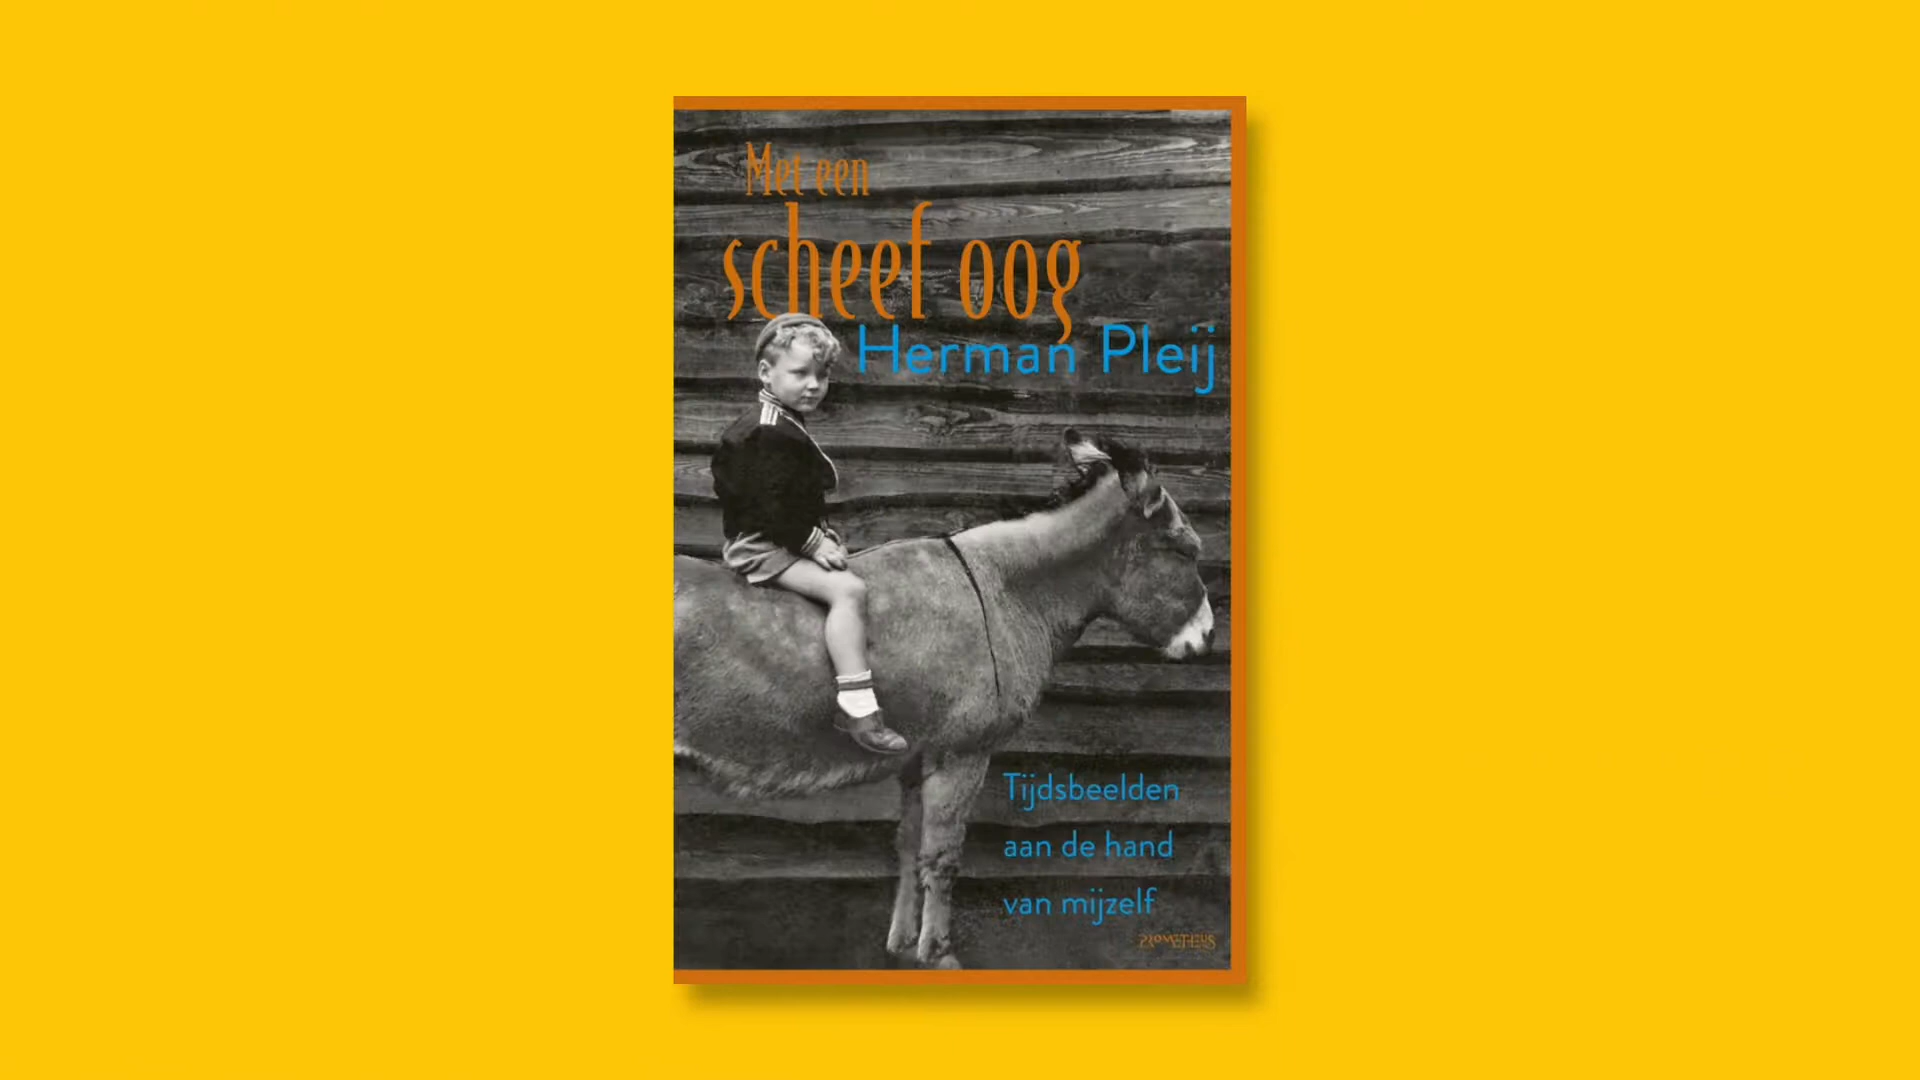 Met een
scheef oog
Herman Pleij
Tijdsbeelden
aan de hand
van mijzelf
PROMETHEUS